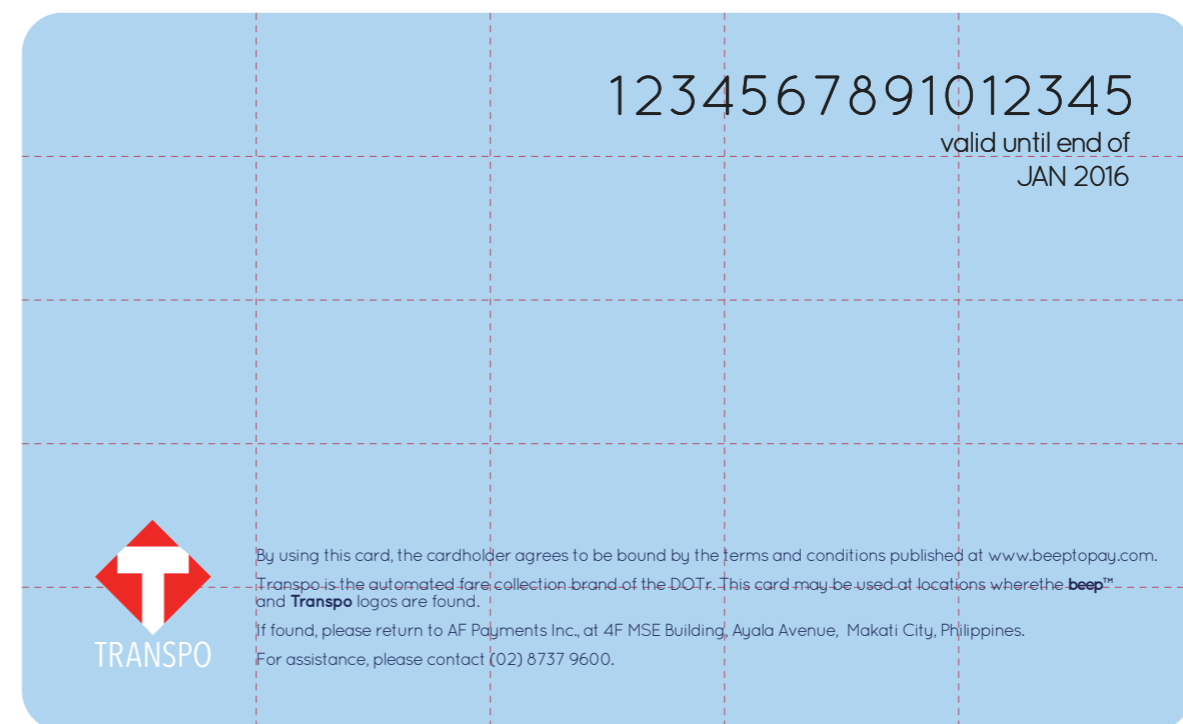 1234567891012345
valid until end of
JAN 2016
By using this card, the cardholder agrees to be bound by the terms and conditions published at www.beeptopay.com.
Transpo is the automated fare collection brand of the DOTr. This card may be used at locations wherethe beep™
and Transpo logos are found.
If found, please return to AF Payments Inc., at 4F MSE Building, Ayala Avenue, Makati City, Philippines.
For assistance, please contact (02) 8737 9600.
T
TRANSPO